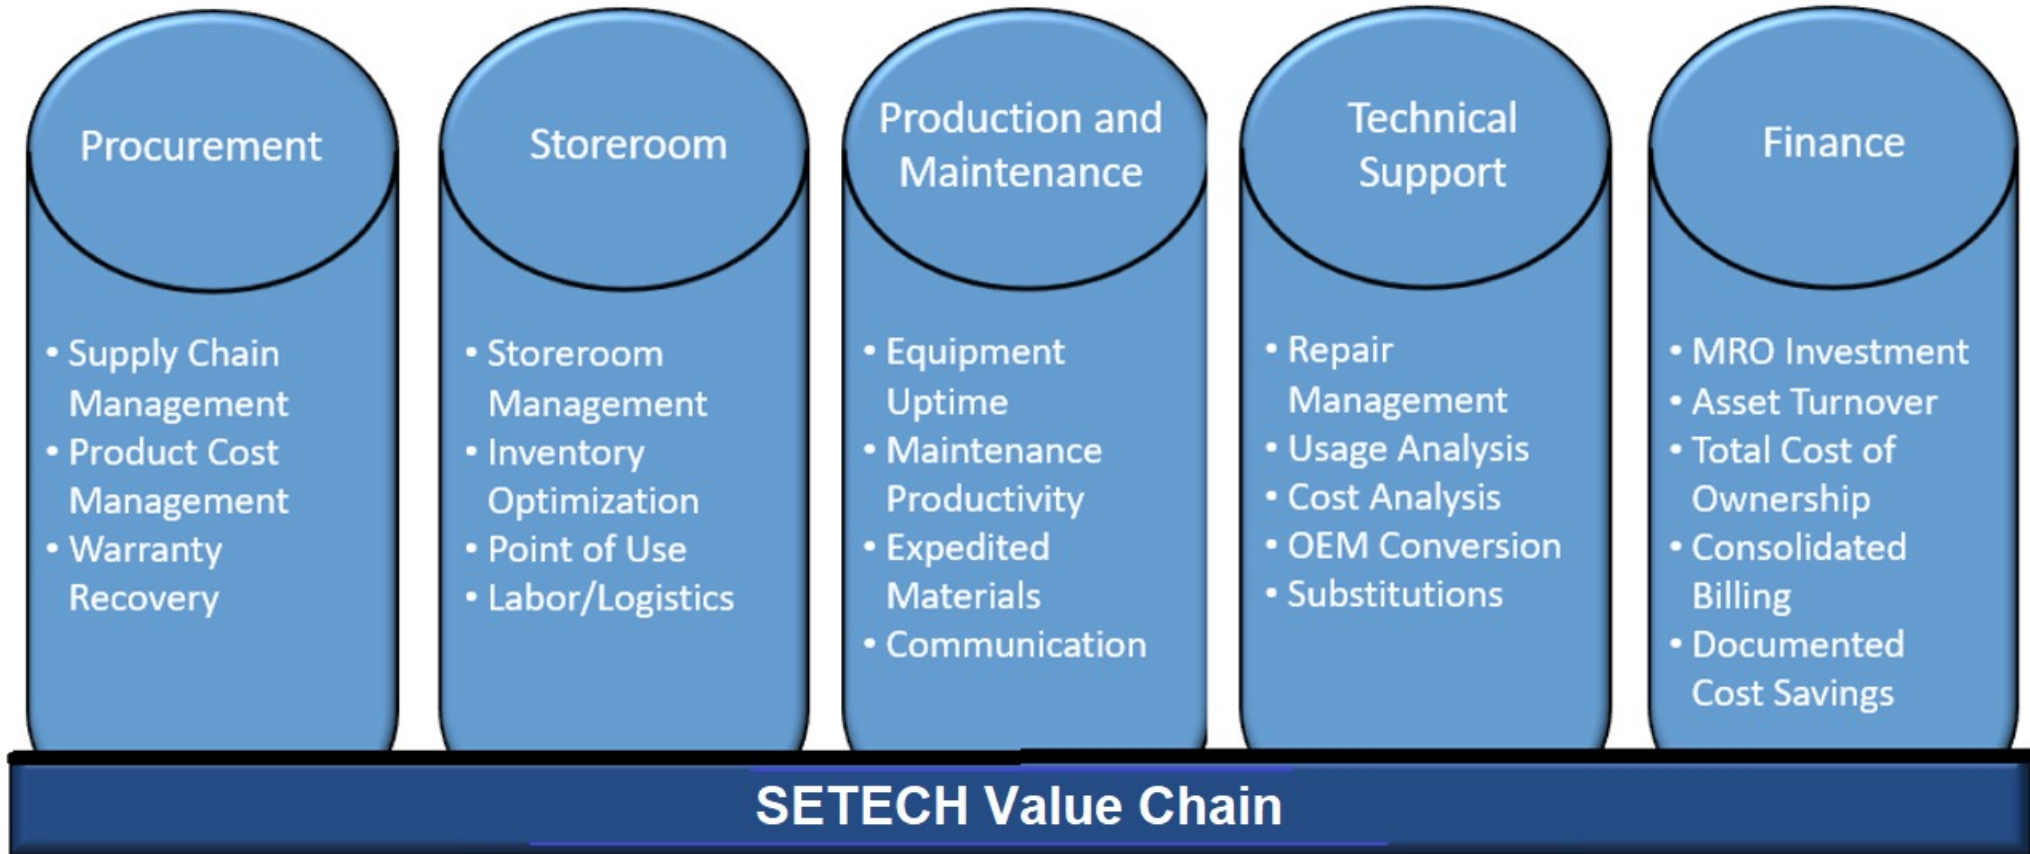 Procurement
• Supply Chain
Management
• Product Cost
Management
• Warranty
Recovery
Storeroom
• Storeroom
Management
• Inventory
Optimization
• Point of Use
• Labor/Logistics
Production and
Maintenance
• Equipment
Uptime
• Maintenance
Productivity
• Expedited
Materials
• Communication
Technical
Support
• Repair
Management
• Usage Analysis
• Cost Analysis
• OEM Conversion
• Substitutions
Finance
• MRO Investment
• Asset Turnover
• Total Cost of
Ownership
• Consolidated
Billing
• Documented
Cost Savings
SETECH Value Chain